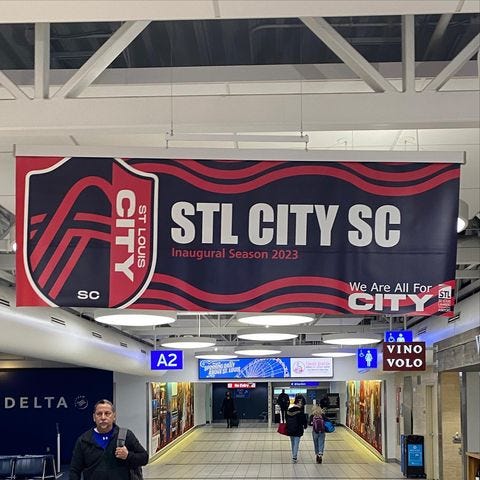 STL CITY SC
Inaugural Season 2023
ST LOUIS
CITY
SC
We Are All For
CITY
STL
A2
VINO
VOLO
DELTA